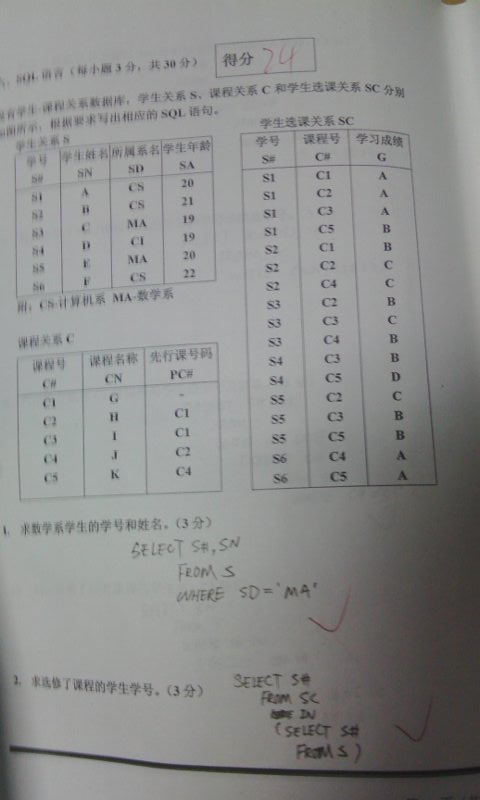 SQL 语言(每小题3分,共30分)
得分 24
学生-课程关系数据库,学生关系 S、课程关系 C 和学生选课关系 SC 分别
如图所示,根据要求写出相应的 SQL 语句。
学生关系 S
学号 学生姓名 所属系名 学生年龄
S# SN SD SA
S1 A CS 20
S2 B CS 21
S3 C MA 19
S4 D CI 19
S5 E MA 20
S6 F CS 22
附:CS-计算机系 MA-数学系
学生选课关系 SC
学号 课程号 学习成绩
S# C# G
S1 C1 A
S1 C2 A
S1 C3 A
S1 C5 B
S2 C1 B
S2 C2 C
S2 C4 C
S3 C2 B
S3 C3 C
S3 C4 B
S4 C3 B
S4 C5 D
S5 C2 C
S5 C3 B
S5 C5 B
S6 C4 A
S6 C5 A
课程关系 C
课程号 课程名称 先行课号码
C# CN PC#
C1 G -
C2 H C1
C3 I C1
C4 J C2
C5 K C4
1. 求数学系学生的学号和姓名。(3分)
SELECT S#, SN
FROM S
WHERE SD='MA'
2. 求选修了课程的学生学号。(3分)
SELECT S#
FROM SC
IN
(SELECT S#
FROM S)